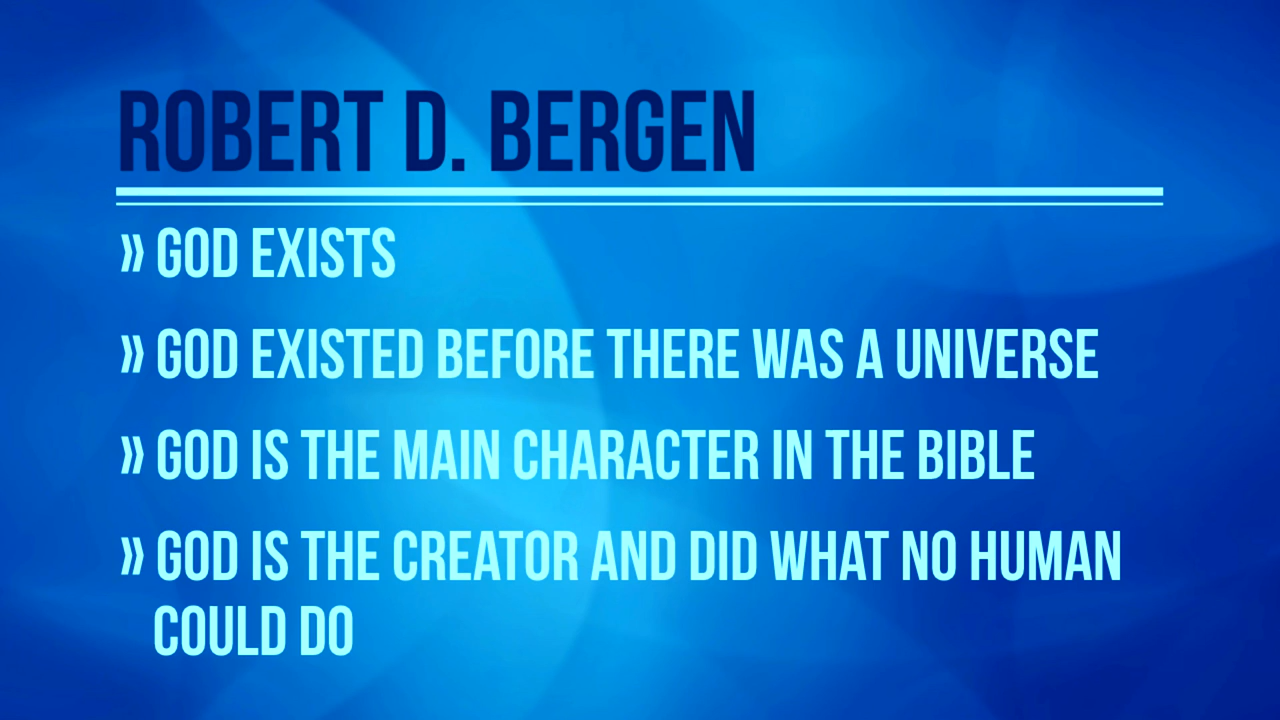 ROBERT D. BERGEN
» GOD EXISTS
» GOD EXISTED BEFORE THERE WAS A UNIVERSE
» GOD IS THE MAIN CHARACTER IN THE BIBLE
» GOD IS THE CREATOR AND DID WHAT NO HUMAN
COULD DO